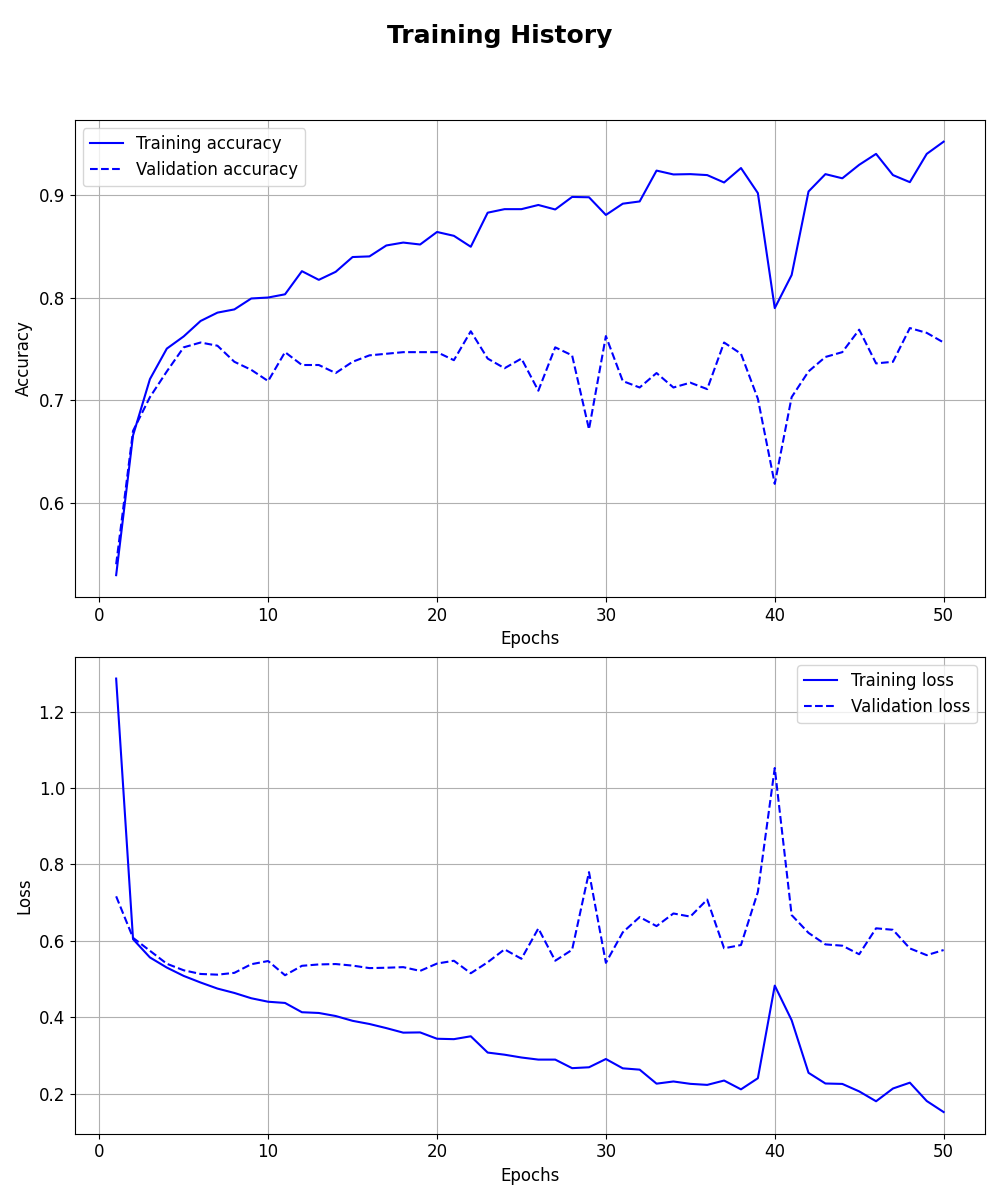 Training History
Training accuracy
Validation accuracy
0.9
0.8
0.7
0.6
Accuracy
0 10 20 30 40 50
Epochs
Training loss
Validation loss
1.2
1.0
0.8
0.6
0.4
0.2
Loss
0 10 20 30 40 50
Epochs